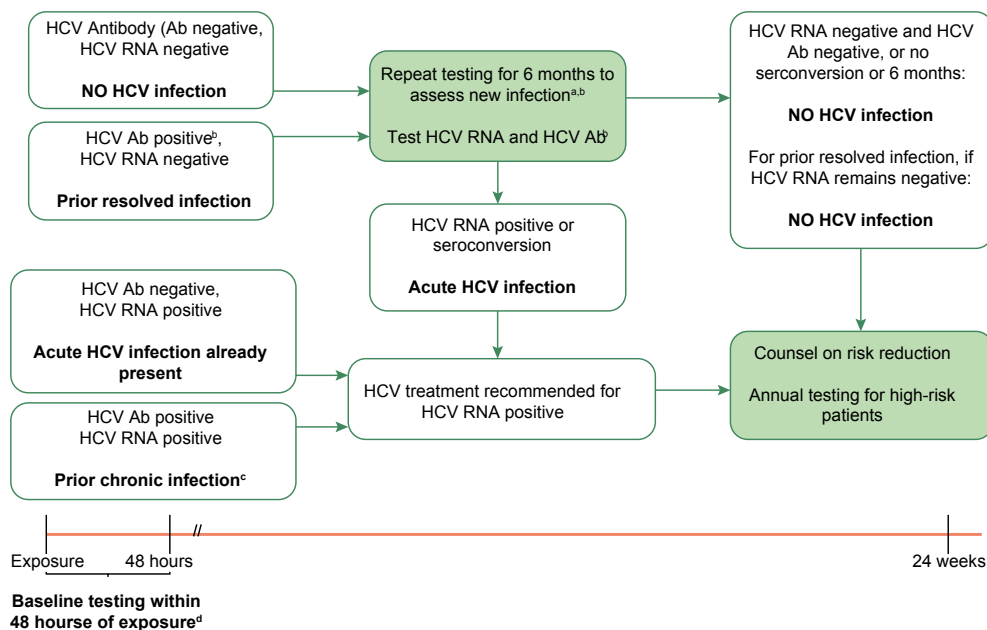 HCV Antibody (Ab negative,
HCV RNA negative
NO HCV infection
HCV Ab positiveᵇ,
HCV RNA negative
Prior resolved infection
Repeat testing for 6 months to
assess new infectionᵃ,ᵇ
Test HCV RNA and HCV Abᵇ
HCV RNA negative and HCV
Ab negative, or no
serconversion or 6 months:
NO HCV infection
For prior resolved infection, if
HCV RNA remains negative:
NO HCV infection
HCV RNA positive or
seroconversion
Acute HCV infection
HCV Ab negative,
HCV RNA positive
Acute HCV infection already
present
HCV Ab positive
HCV RNA positive
Prior chronic infectionᶜ
HCV treatment recommended for
HCV RNA positive
Counsel on risk reduction
Annual testing for high-risk
patients
//
Exposure
48 hours
24 weeks
Baseline testing within
48 hourse of exposureᵈ